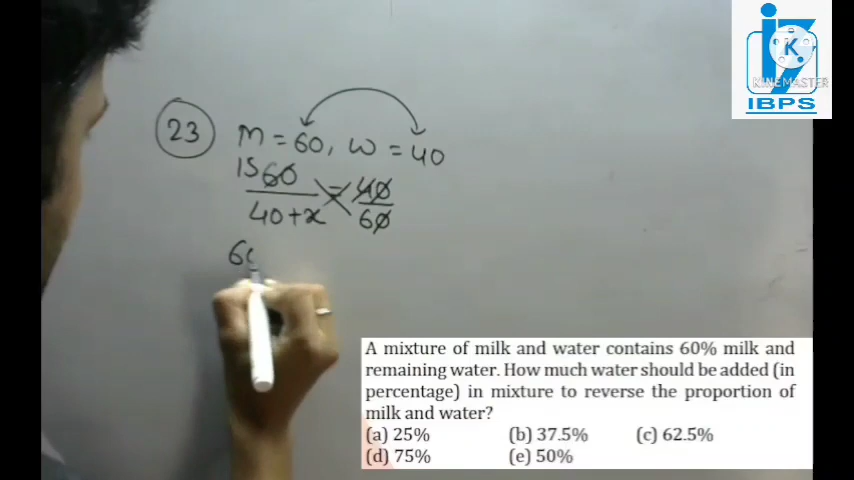 K
KINEMASTER
IBPS
23 m = 60, w = 40
15 60 / 40+x = 40 / 60
A mixture of milk and water contains 60% milk and
remaining water. How much water should be added (in
percentage) in mixture to reverse the proportion of
milk and water?
(a) 25% (b) 37.5% (c) 62.5%
(d) 75% (e) 50%